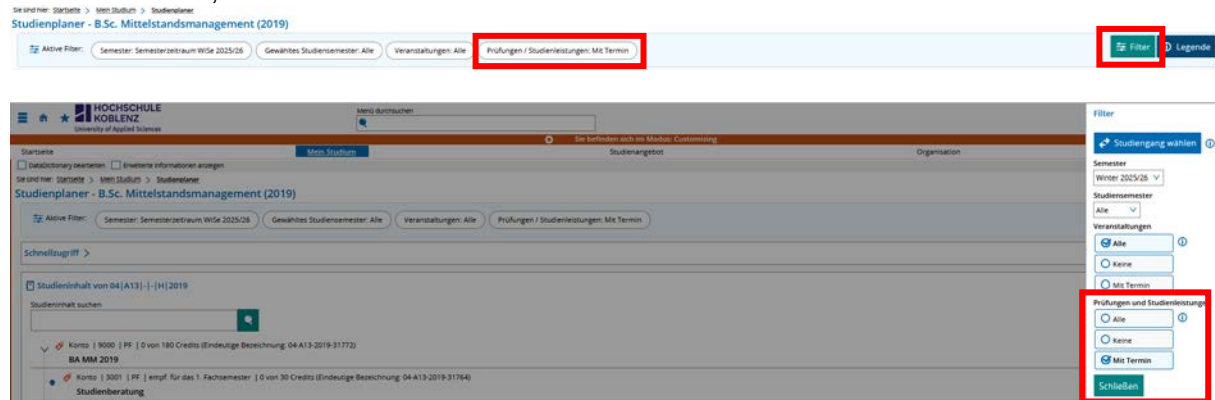 Sie sind hier: Startseite > Mein Studium > Studienplaner
Studienplaner - B.Sc. Mittelstandsmanagement (2019)
Aktive Filter: Semester: Semesterzeitraum WiSe 2025/26 Gewähltes Studiensemester: Alle Veranstaltungen: Alle Prüfungen / Studienleistungen: Mit Termin
Filter Legende
HOCHSCHULE
KOBLENZ
University of Applied Sciences
Menü durchsuchen
Sie befinden sich im Modus: Customizing
Startseite Mein Studium Studienangebot Organisation
DataDictionary bearbeiten Erweiterte Informationen anzeigen
Sie sind hier: Startseite > Mein Studium > Studienplaner
Studienplaner - B.Sc. Mittelstandsmanagement (2019)
Aktive Filter: Semester: Semesterzeitraum WiSe 2025/26 Gewähltes Studiensemester: Alle Veranstaltungen: Alle Prüfungen / Studienleistungen: Mit Termin
Schnellzugriff >
Studieninhalt von 04|A13|-|-|H|2019
Studieninhalt suchen
Konto | 9000 | PF | 0 von 180 Credits (Eindeutige Bezeichnung: 04-A13-2019-31772)
BA MM 2019
Konto | 3001 | PF | empf. für das 1. Fachsemester | 0 von 30 Credits (Eindeutige Bezeichnung: 04-A13-2019-31764)
Studienberatung
Filter
Studiengang wählen
Semester
Winter 2025/26
Studiensemester
Alle
Veranstaltungen
Alle
Keine
Mit Termin
Prüfungen und Studienleistunge
Alle
Keine
Mit Termin
Schließen